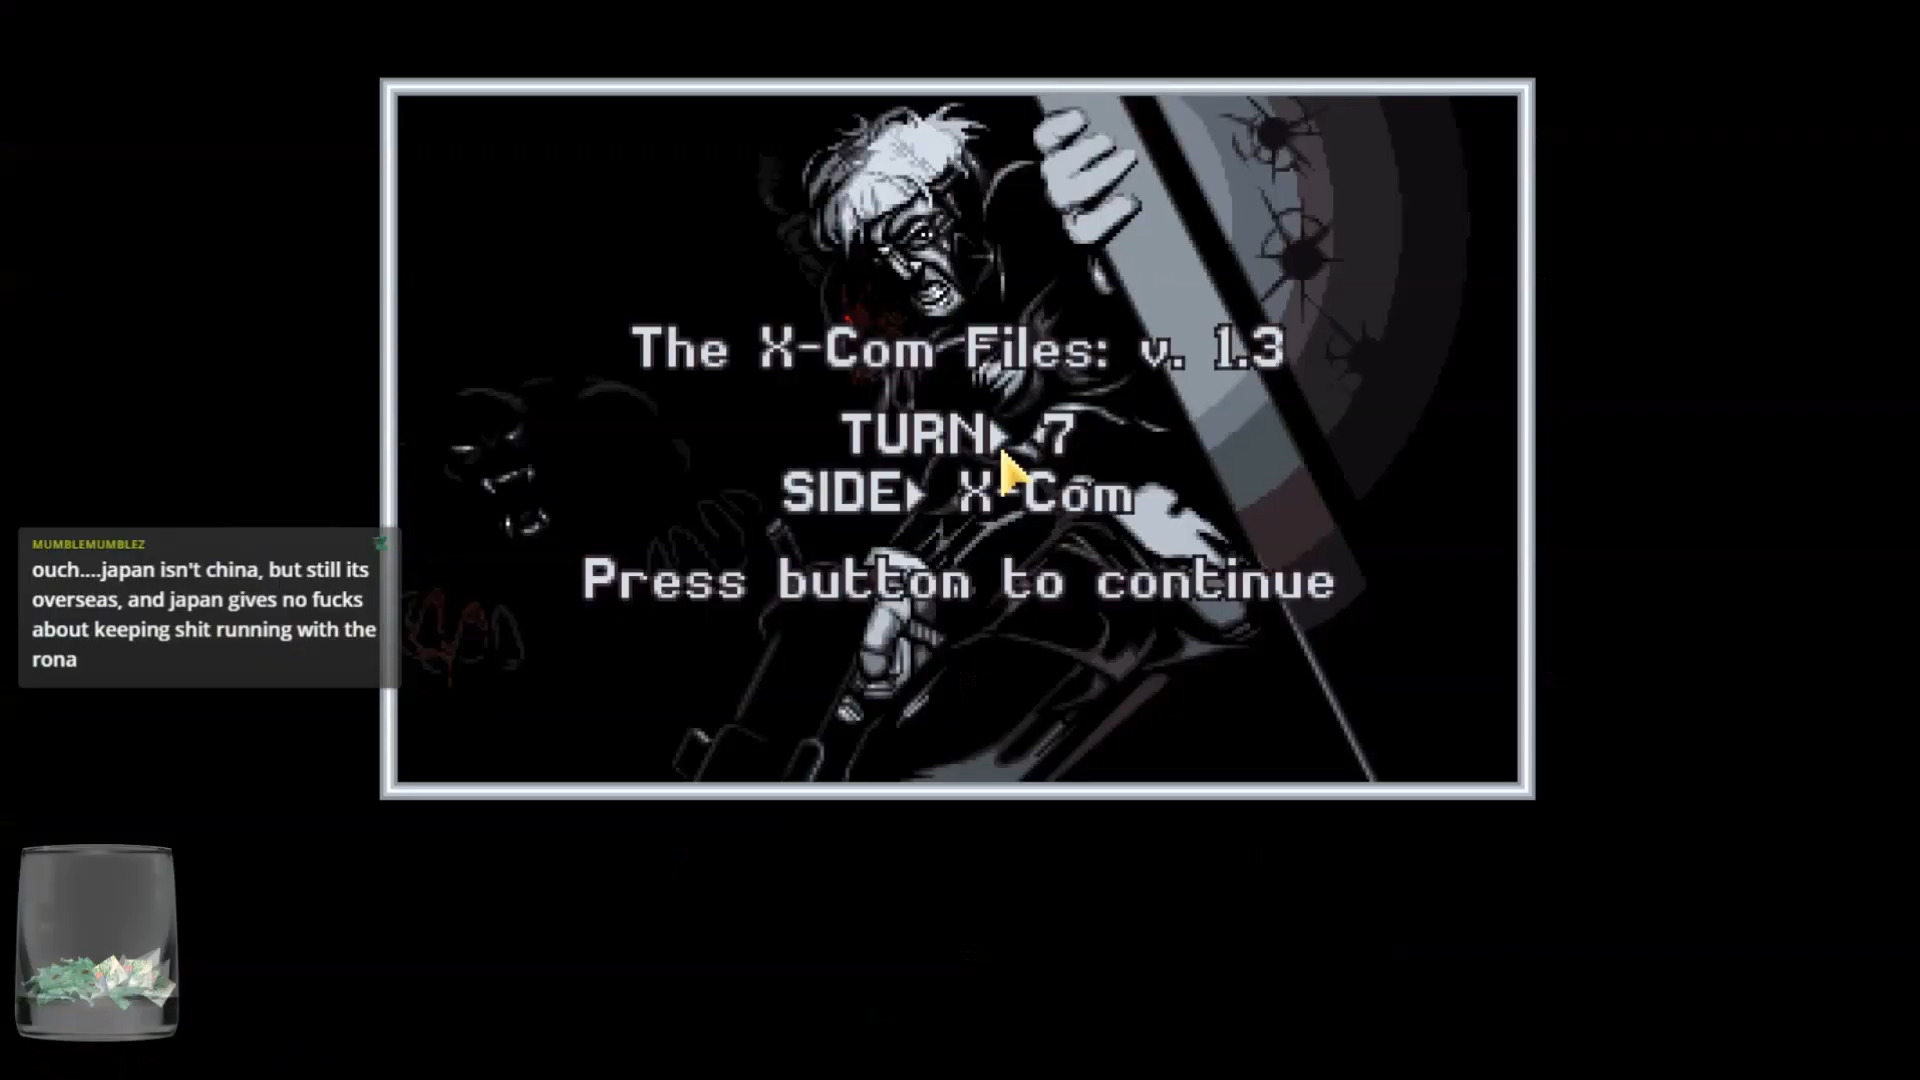 The X-Com Files: v. 1.3
TURN▸ 7
SIDE▸ X-Com
Press button to continue
MUMBLEMUMBLEZ
ouch....japan isn't china, but still its
overseas, and japan gives no fucks
about keeping shit running with the
rona